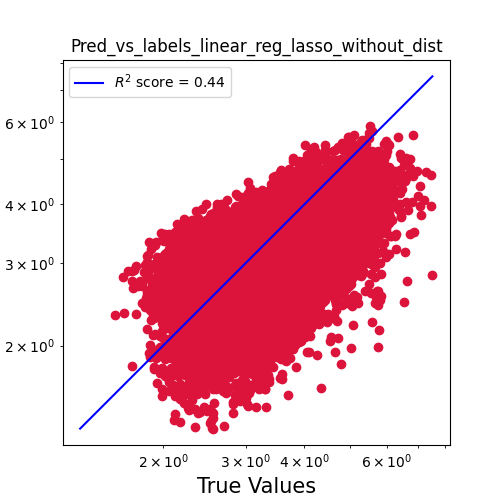 Pred_vs_labels_linear_reg_lasso_without_dist
R² score = 0.44
6 × 10⁰
4 × 10⁰
3 × 10⁰
2 × 10⁰
2 × 10⁰ 3 × 10⁰ 4 × 10⁰ 6 × 10⁰
True Values